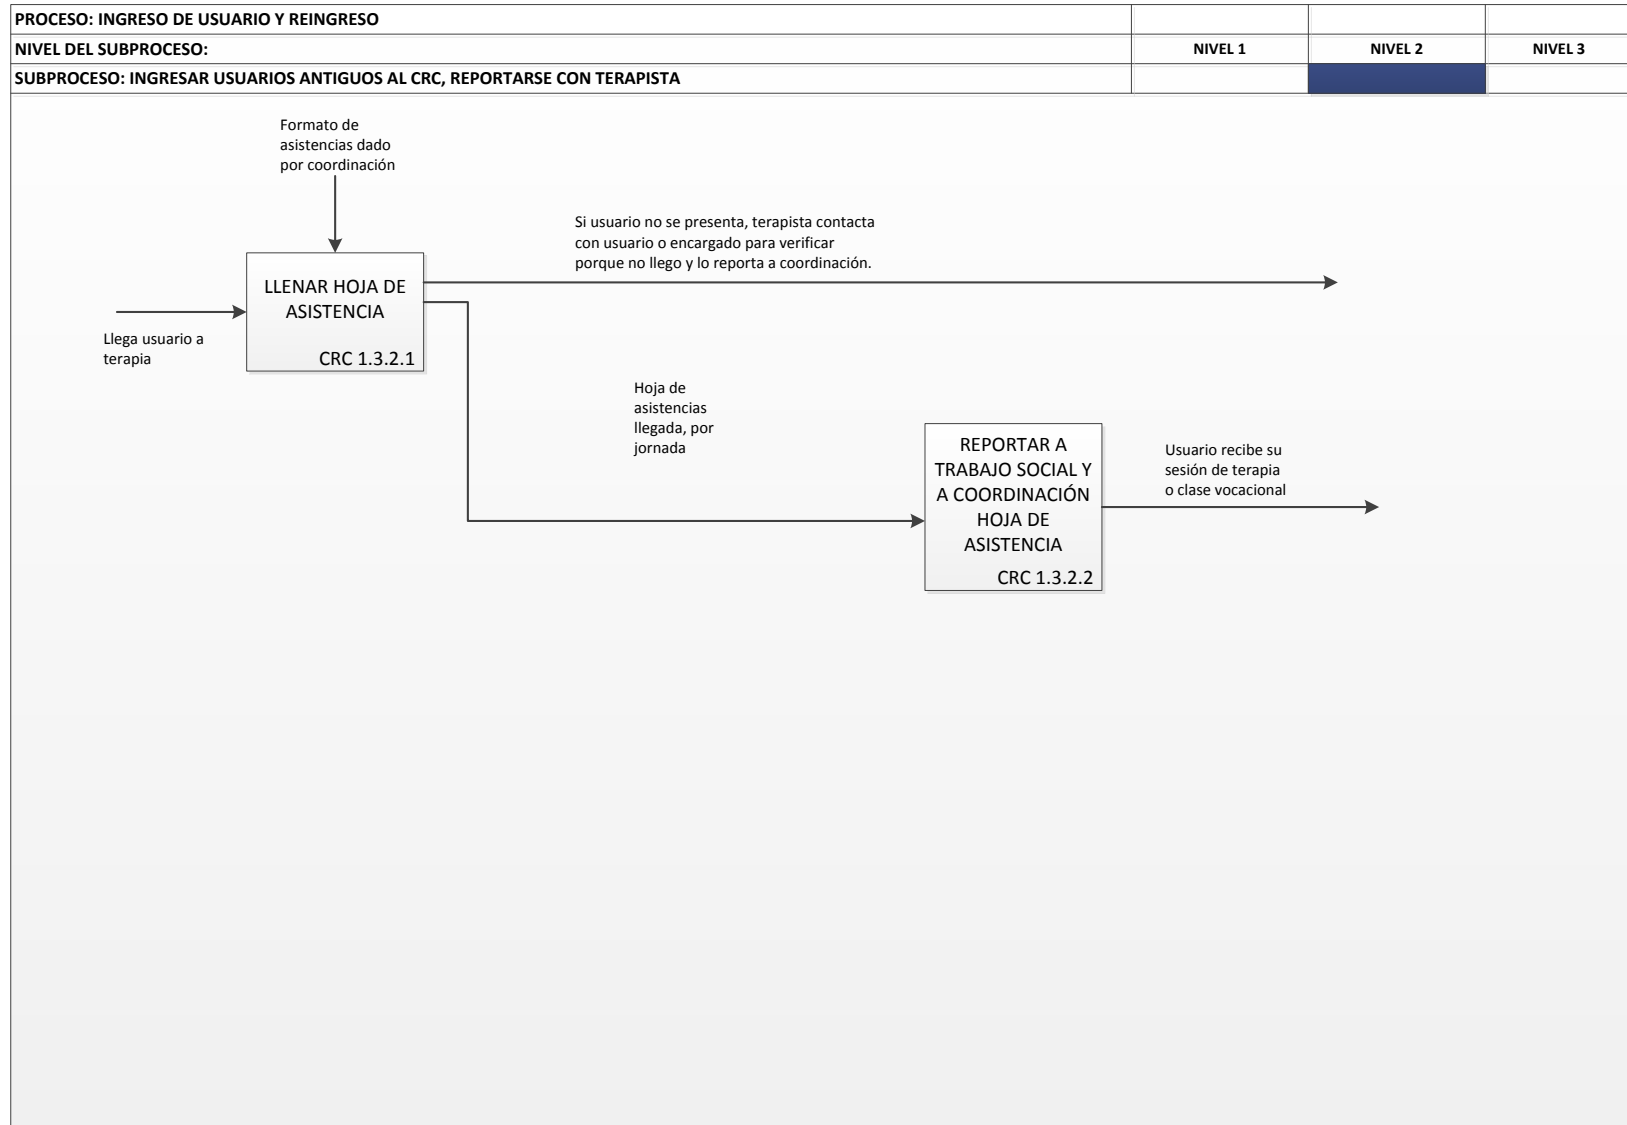 PROCESO: INGRESO DE USUARIO Y REINGRESO
NIVEL DEL SUBPROCESO: NIVEL 1 NIVEL 2 NIVEL 3
SUBPROCESO: INGRESAR USUARIOS ANTIGUOS AL CRC, REPORTARSE CON TERAPISTA
Formato de
asistencias dado
por coordinación
Si usuario no se presenta, terapista contacta
con usuario o encargado para verificar
porque no llego y lo reporta a coordinación.
LLENAR HOJA DE
ASISTENCIA
CRC 1.3.2.1
Llega usuario a
terapia
Hoja de
asistencias
llegada, por
jornada
REPORTAR A
TRABAJO SOCIAL Y
A COORDINACIÓN
HOJA DE
ASISTENCIA
CRC 1.3.2.2
Usuario recibe su
sesión de terapia
o clase vocacional